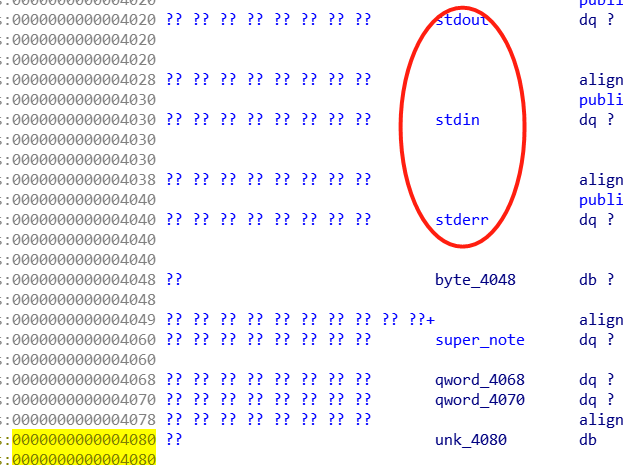 s:0000000000004020 publi
s:0000000000004020 ?? ?? ?? ?? ?? ?? ?? ?? stdout dq ?
s:0000000000004020
s:0000000000004020
s:0000000000004028 ?? ?? ?? ?? ?? ?? ?? ?? align
s:0000000000004030 publi
s:0000000000004030 ?? ?? ?? ?? ?? ?? ?? ?? stdin dq ?
s:0000000000004030
s:0000000000004030
s:0000000000004038 ?? ?? ?? ?? ?? ?? ?? ?? align
s:0000000000004040 publi
s:0000000000004040 ?? ?? ?? ?? ?? ?? ?? ?? stderr dq ?
s:0000000000004040
s:0000000000004040
s:0000000000004048 ?? byte_4048 db ?
s:0000000000004048
s:0000000000004049 ?? ?? ?? ?? ?? ?? ?? ?? ?? ??+ align
s:0000000000004060 ?? ?? ?? ?? ?? ?? ?? ?? super_note dq ?
s:0000000000004060
s:0000000000004068 ?? ?? ?? ?? ?? ?? ?? ?? qword_4068 dq ?
s:0000000000004070 ?? ?? ?? ?? ?? ?? ?? ?? qword_4070 dq ?
s:0000000000004078 ?? ?? ?? ?? ?? ?? ?? ?? align
s:0000000000004080 ?? unk_4080 db
s:0000000000004080